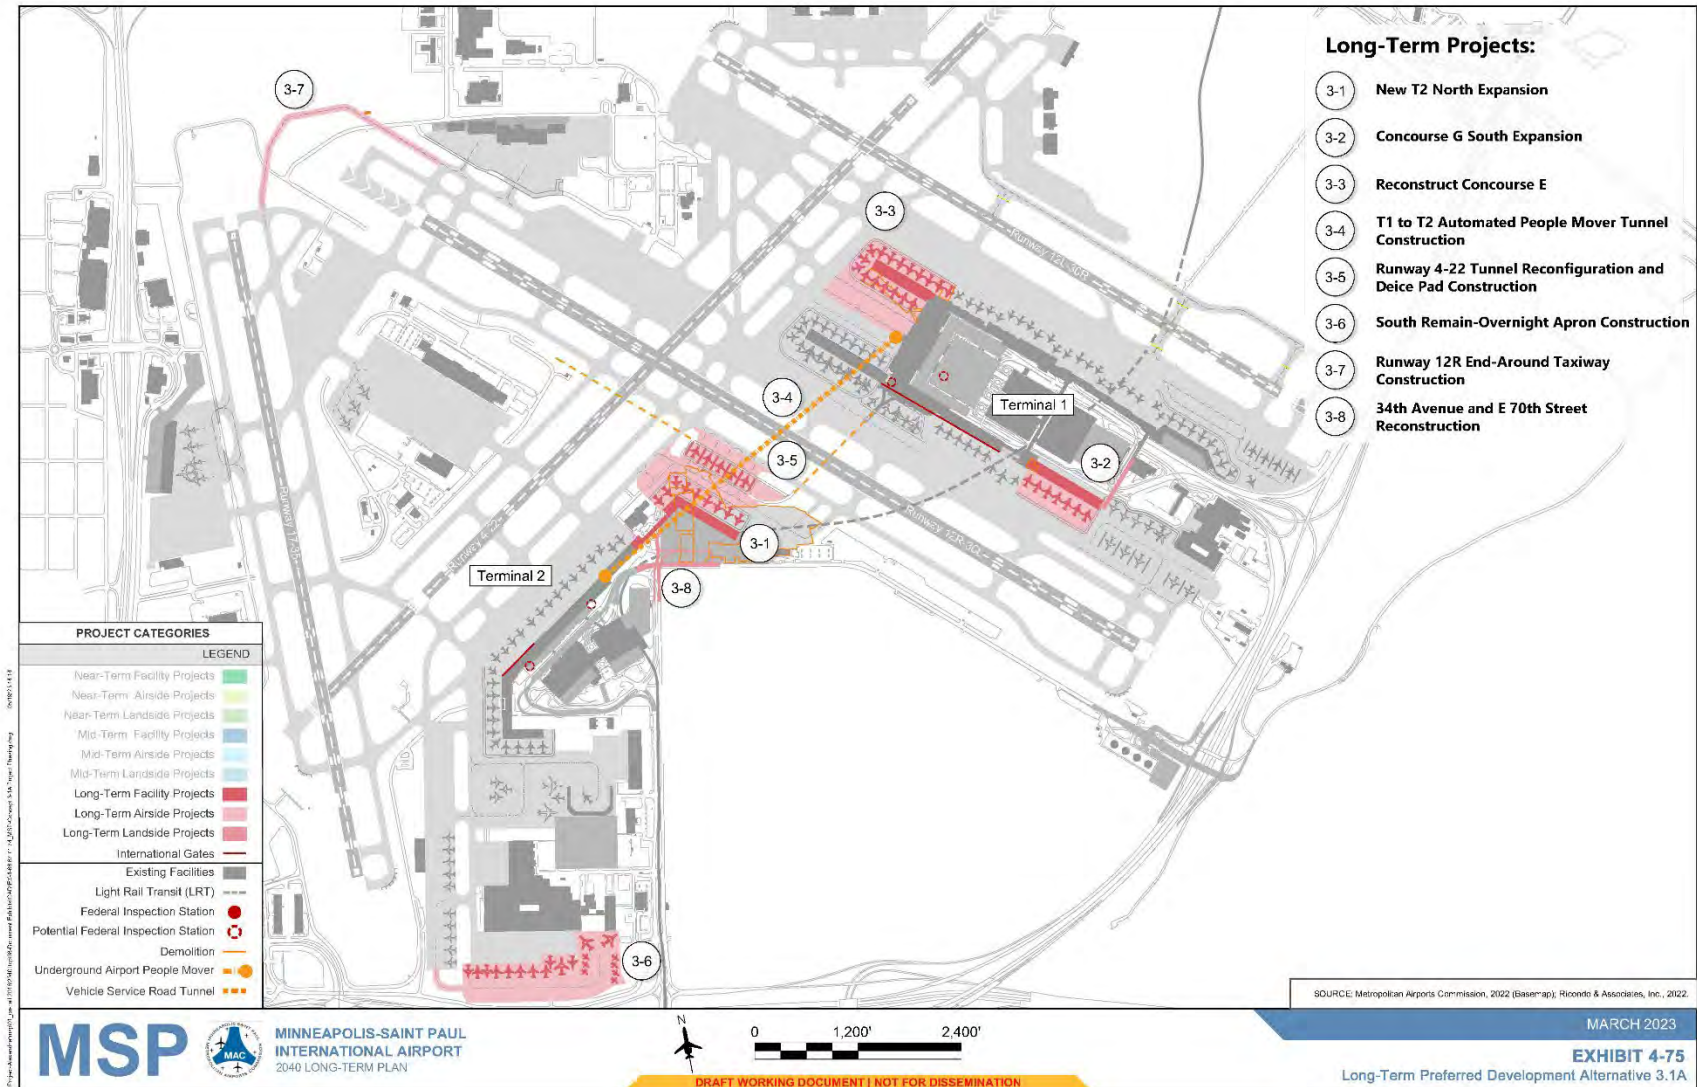 Long-Term Projects:
3-1 New T2 North Expansion
3-2 Concourse G South Expansion
3-3 Reconstruct Concourse E
3-4 T1 to T2 Automated People Mover Tunnel
Construction
3-5 Runway 4-22 Tunnel Reconfiguration and
Deice Pad Construction
3-6 South Remain-Overnight Apron Construction
3-7 Runway 12R End-Around Taxiway
Construction
3-8 34th Avenue and E 70th Street
Reconstruction
3-7
3-3
Runway 12L-30R
3-4
Terminal 1
3-5
3-2
Runway 17-35
Runway 4-22
Runway 12R-30L
3-1
Terminal 2
3-8
3-6
PROJECT CATEGORIES
LEGEND
Near-Term Facility Projects
Near-Term Airside Projects
Near-Term Landside Projects
Mid-Term Facility Projects
Mid-Term Airside Projects
Mid-Term Landside Projects
Long-Term Facility Projects
Long-Term Airside Projects
Long-Term Landside Projects
International Gates
Existing Facilities
Light Rail Transit (LRT)
Federal Inspection Station
Potential Federal Inspection Station
Demolition
Underground Airport People Mover
Vehicle Service Road Tunnel
SOURCE: Metropolitan Airports Commission, 2022 (Basemap); Ricondo & Associates, Inc., 2022.
MSP
MAC
MINNEAPOLIS-SAINT PAUL
INTERNATIONAL AIRPORT
2040 LONG-TERM PLAN
N
0 1,200' 2,400'
DRAFT WORKING DOCUMENT | NOT FOR DISSEMINATION
MARCH 2023
EXHIBIT 4-75
Long-Term Preferred Development Alternative 3.1A